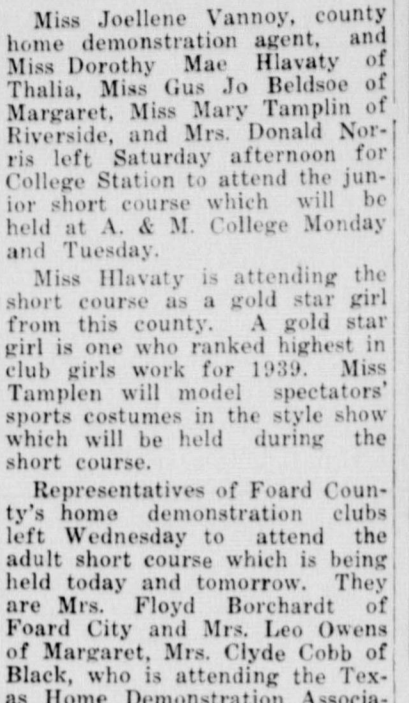 Miss Joellene Vannoy, county
home demonstration agent, and
Miss Dorothy Mae Hlavaty of
Thalia, Miss Gus Jo Beldsoe of
Margaret, Miss Mary Tamplin of
Riverside, and Mrs. Donald Nor-
ris left Saturday afternoon for
College Station to attend the jun-
ior short course which will be
held at A. & M. College Monday
and Tuesday.
Miss Hlavaty is attending the
short course as a gold star girl
from this county. A gold star
girl is one who ranked highest in
club girls work for 1939. Miss
Tamplen will model spectators'
sports costumes in the style show
which will be held during the
short course.
Representatives of Foard Coun-
ty's home demonstration clubs
left Wednesday to attend the
adult short course which is being
held today and tomorrow. They
are Mrs. Floyd Borchardt of
Foard City and Mrs. Leo Owens
of Margaret, Mrs. Clyde Cobb of
Black, who is attending the Tex-
as Home Demonstration Associa-